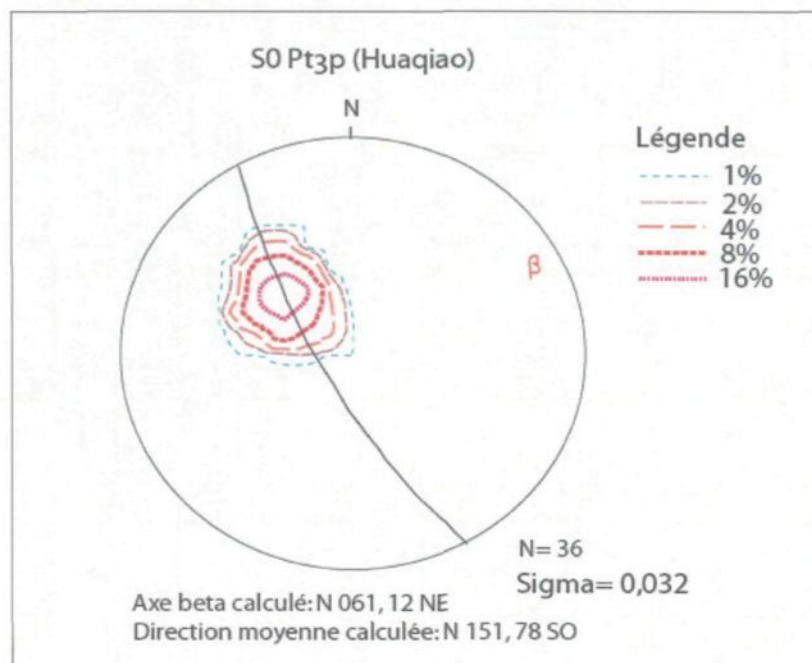 S0 Pt3p (Huaqiao)
N
Légende
1%
2%
4%
8%
16%
β
N= 36
Sigma= 0,032
Axe beta calculé: N 061, 12 NE
Direction moyenne calculée: N 151, 78 SO